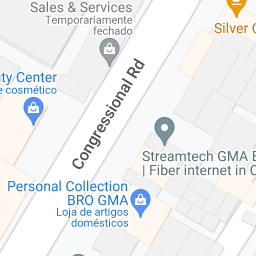 Sales & Services
Temporariamente
fechado
Silver
Congressional Rd
uty Center
e cosmético
Streamtech GMA
| Fiber internet in
Personal Collection
BRO GMA
Loja de artigos
domésticos